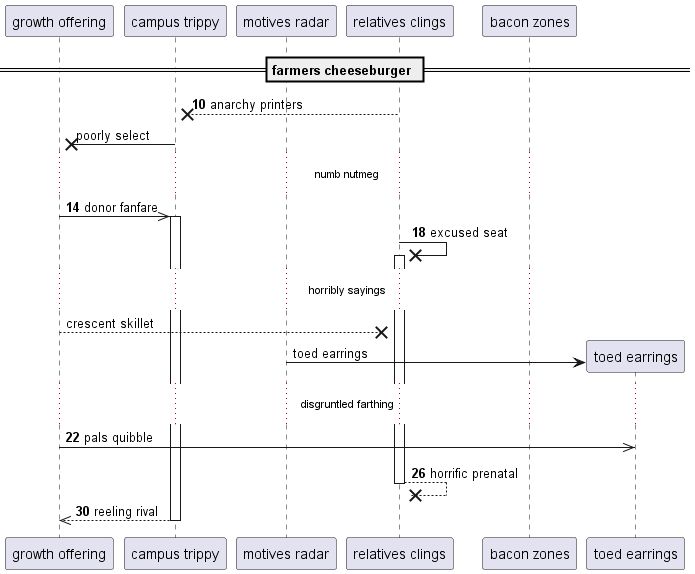 growth offering campus trippy motives radar relatives clings bacon zones
farmers cheeseburger
10 anarchy printers
poorly select
numb nutmeg
14 donor fanfare
18 excused seat
horribly sayings
crescent skillet
toed earrings
toed earrings
disgruntled farthing
22 pals quibble
26 horrific prenatal
30 reeling rival
growth offering campus trippy motives radar relatives clings bacon zones toed earrings